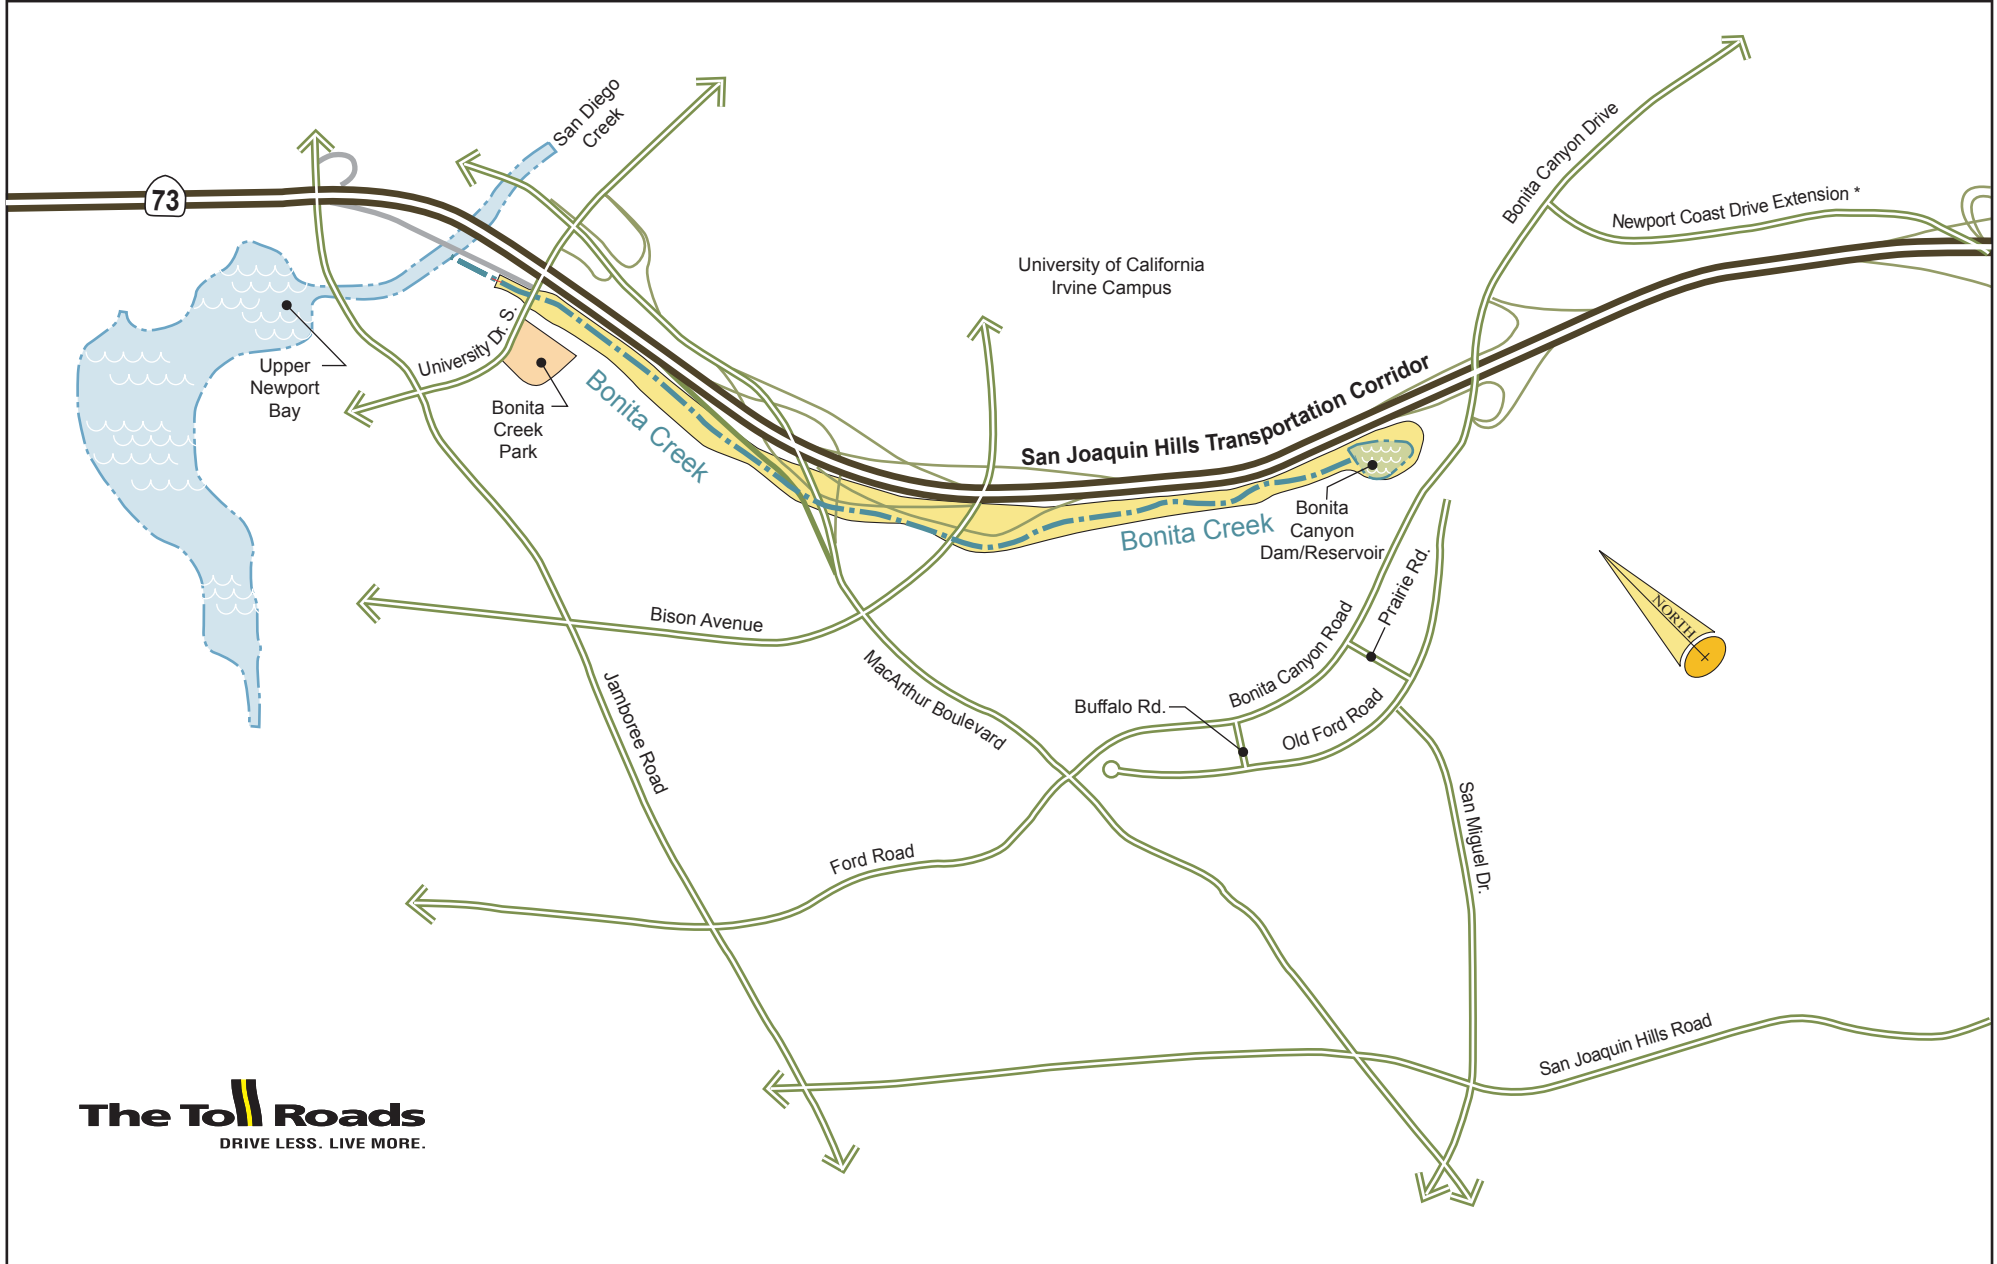 San Diego
Creek
73
Bonita Canyon Drive
Newport Coast Drive Extension *
University of California
Irvine Campus
University Dr. S.
Upper
Newport
Bay
Bonita
Creek
Park
Bonita Creek
San Joaquin Hills Transportation Corridor
Bonita Creek
Bonita
Canyon
Dam/Reservoir
Prairie Rd.
NORTH
Bison Avenue
Bonita Canyon Road
MacArthur Boulevard
Jamboree Road
Buffalo Rd.
Old Ford Road
San Miguel Dr.
Ford Road
San Joaquin Hills Road
The Toll Roads
DRIVE LESS. LIVE MORE.